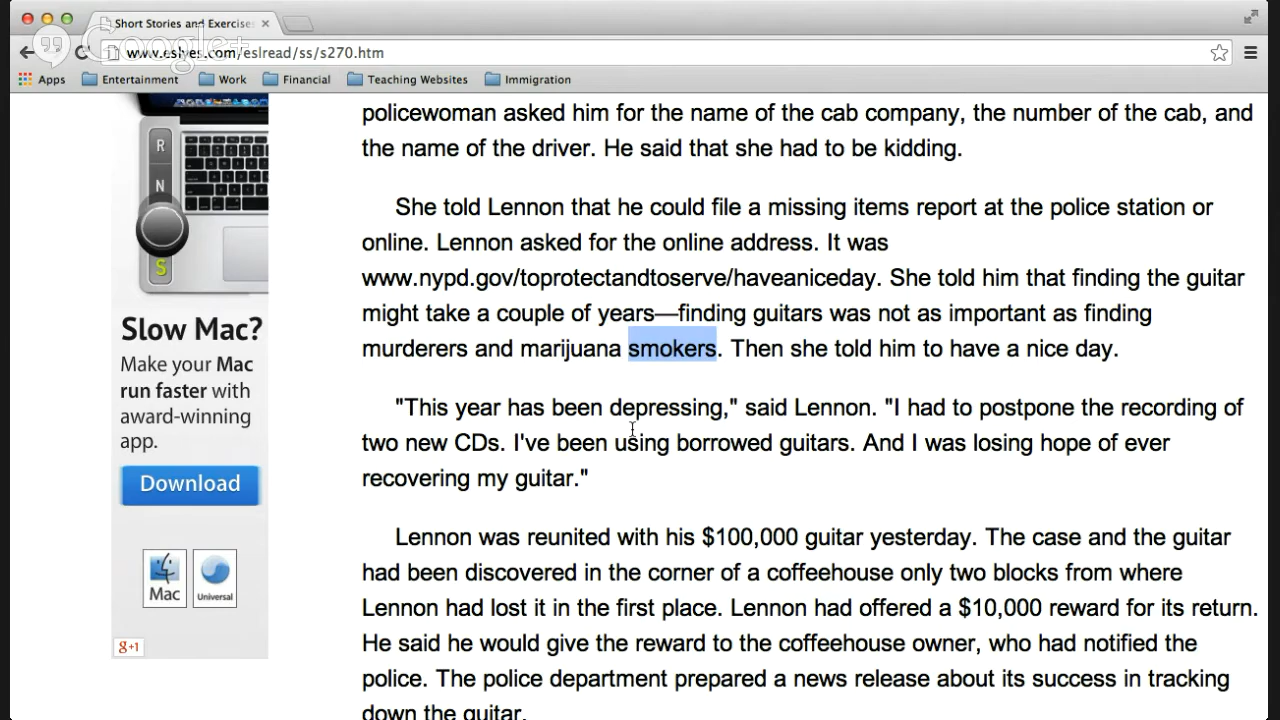 Short Stories and Exercises
Google+
www.eslyes.com/eslread/ss/s270.htm
Apps Entertainment Work Financial Teaching Websites Immigration
policewoman asked him for the name of the cab company, the number of the cab, and
the name of the driver. He said that she had to be kidding.
She told Lennon that he could file a missing items report at the police station or
online. Lennon asked for the online address. It was
www.nypd.gov/toprotectandtoserve/haveaniceday. She told him that finding the guitar
might take a couple of years—finding guitars was not as important as finding
murderers and marijuana smokers. Then she told him to have a nice day.
"This year has been depressing," said Lennon. "I had to postpone the recording of
two new CDs. I've been using borrowed guitars. And I was losing hope of ever
recovering my guitar."
Lennon was reunited with his $100,000 guitar yesterday. The case and the guitar
had been discovered in the corner of a coffeehouse only two blocks from where
Lennon had lost it in the first place. Lennon had offered a $10,000 reward for its return.
He said he would give the reward to the coffeehouse owner, who had notified the
police. The police department prepared a news release about its success in tracking
down the guitar.
R
N
S
Slow Mac?
Make your Mac
run faster with
award-winning
app.
Download
Mac Universal
g+1